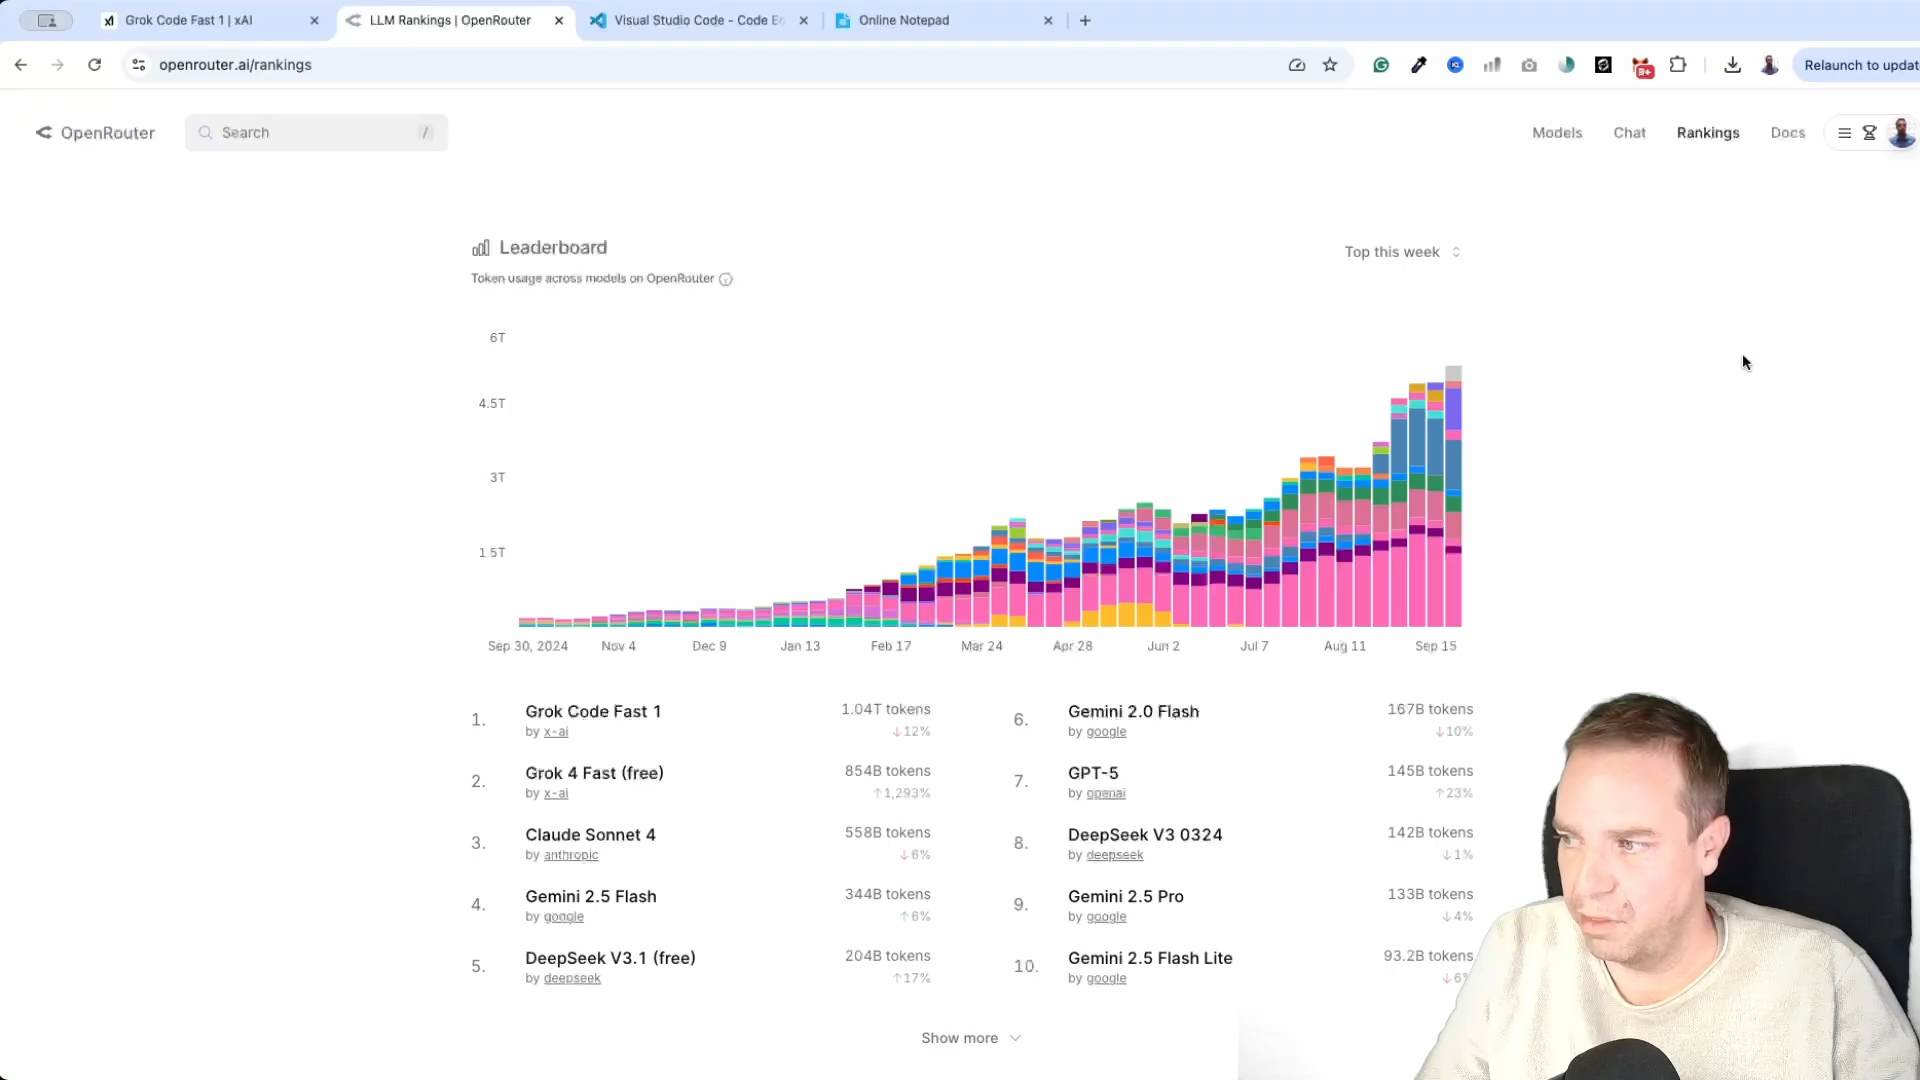 Grok Code Fast 1 | xAI
LLM Rankings | OpenRouter
Visual Studio Code - Code Ed
Online Notepad
openrouter.ai/rankings
9+
Relaunch to updat
OpenRouter
Search
/
Models
Chat
Rankings
Docs
Leaderboard
Top this week
Token usage across models on OpenRouter
6T
4.5T
3T
1.5T
Sep 30, 2024
Nov 4
Dec 9
Jan 13
Feb 17
Mar 24
Apr 28
Jun 2
Jul 7
Aug 11
Sep 15
1.
Grok Code Fast 1
1.04T tokens
by x-ai
↓12%
2.
Grok 4 Fast (free)
854B tokens
by x-ai
↑1,293%
3.
Claude Sonnet 4
558B tokens
by anthropic
↓6%
4.
Gemini 2.5 Flash
344B tokens
by google
↑6%
5.
DeepSeek V3.1 (free)
204B tokens
by deepseek
↑17%
6.
Gemini 2.0 Flash
167B tokens
by google
↓10%
7.
GPT-5
145B tokens
by openai
↑23%
8.
DeepSeek V3 0324
142B tokens
by deepseek
↓1%
9.
Gemini 2.5 Pro
133B tokens
by google
↓4%
10.
Gemini 2.5 Flash Lite
93.2B tokens
by google
↓6%
Show more